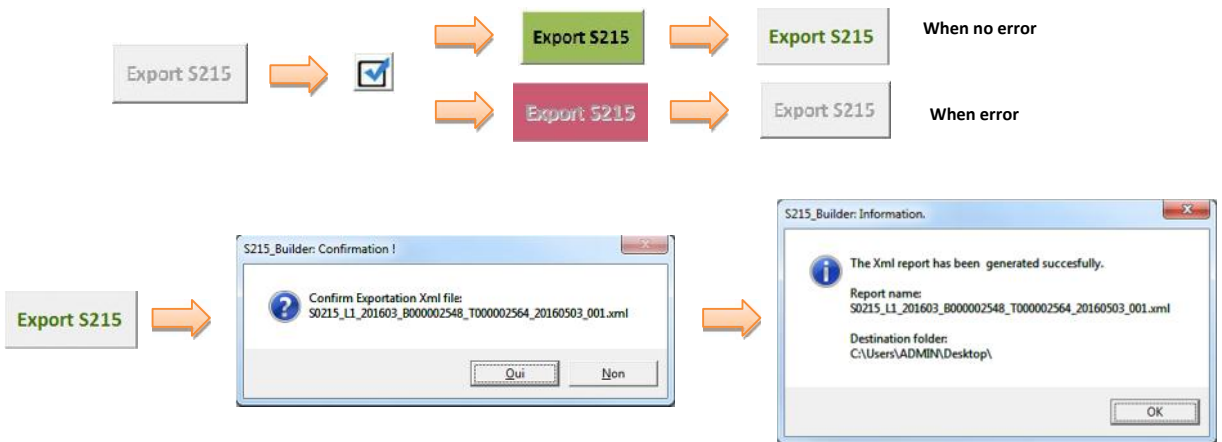 Export S215
Export S215
Export S215
When no error
Export S215
Export S215
When error
Export S215
S215_Builder: Confirmation !
Confirm Exportation Xml file:
S0215_L1_201603_B000002548_T000002564_20160503_001.xml
Oui
Non
S215_Builder: Information.
The Xml report has been generated succesfully.
Report name:
S0215_L1_201603_B000002548_T000002564_20160503_001.xml
Destination folder:
C:\Users\ADMIN\Desktop\
OK